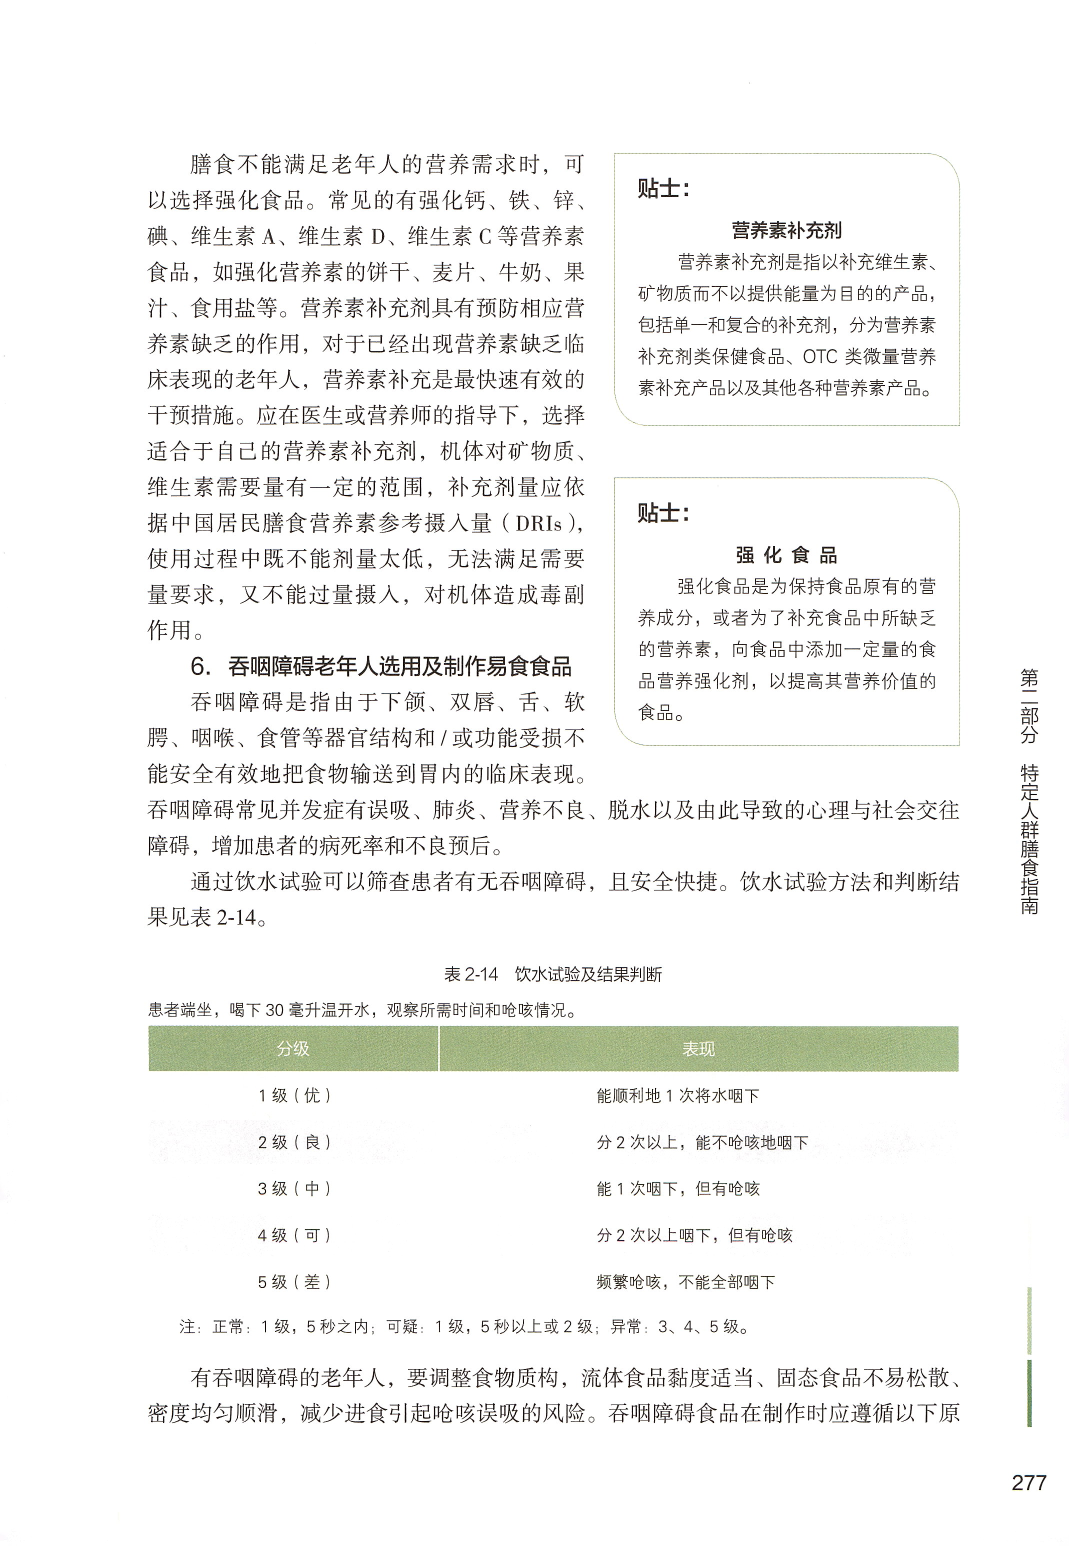 膳食不能满足老年人的营养需求时，可
以选择强化食品。常见的有强化钙、铁、锌、
碘、维生素 A、维生素 D、维生素 C 等营养素
食品，如强化营养素的饼干、麦片、牛奶、果
汁、食用盐等。营养素补充剂具有预防相应营
养素缺乏的作用，对于已经出现营养素缺乏临
床表现的老年人，营养素补充是最快速有效的
干预措施。应在医生或营养师的指导下，选择
适合于自己的营养素补充剂，机体对矿物质、
维生素需要量有一定的范围，补充剂量应依
据中国居民膳食营养素参考摄入量（DRIs），
使用过程中既不能剂量太低，无法满足需要
量要求，又不能过量摄入，对机体造成毒副
作用。
贴士：
营养素补充剂
营养素补充剂是指以补充维生素、
矿物质而不以提供能量为目的的产品，
包括单一和复合的补充剂，分为营养素
补充剂类保健食品、OTC 类微量营养
素补充产品以及其他各种营养素产品。
贴士：
强 化 食 品
强化食品是为保持食品原有的营
养成分，或者为了补充食品中所缺乏
的营养素，向食品中添加一定量的食
品营养强化剂，以提高其营养价值的
食品。
6．吞咽障碍老年人选用及制作易食食品
吞咽障碍是指由于下颌、双唇、舌、软
腭、咽喉、食管等器官结构和 / 或功能受损不
能安全有效地把食物输送到胃内的临床表现。
吞咽障碍常见并发症有误吸、肺炎、营养不良、脱水以及由此导致的心理与社会交往
障碍，增加患者的病死率和不良预后。
通过饮水试验可以筛查患者有无吞咽障碍，且安全快捷。饮水试验方法和判断结
果见表 2-14。
表 2-14 饮水试验及结果判断
患者端坐，喝下 30 毫升温开水，观察所需时间和呛咳情况。
分级 表现
1 级（优） 能顺利地 1 次将水咽下
2 级（良） 分 2 次以上，能不呛咳地咽下
3 级（中） 能 1 次咽下，但有呛咳
4 级（可） 分 2 次以上咽下，但有呛咳
5 级（差） 频繁呛咳，不能全部咽下
注：正常：1 级，5 秒之内；可疑：1 级，5 秒以上或 2 级；异常：3、4、5 级。
有吞咽障碍的老年人，要调整食物质构，流体食品黏度适当、固态食品不易松散、
密度均匀顺滑，减少进食引起呛咳误吸的风险。吞咽障碍食品在制作时应遵循以下原
第二部分 特定人群膳食指南
277